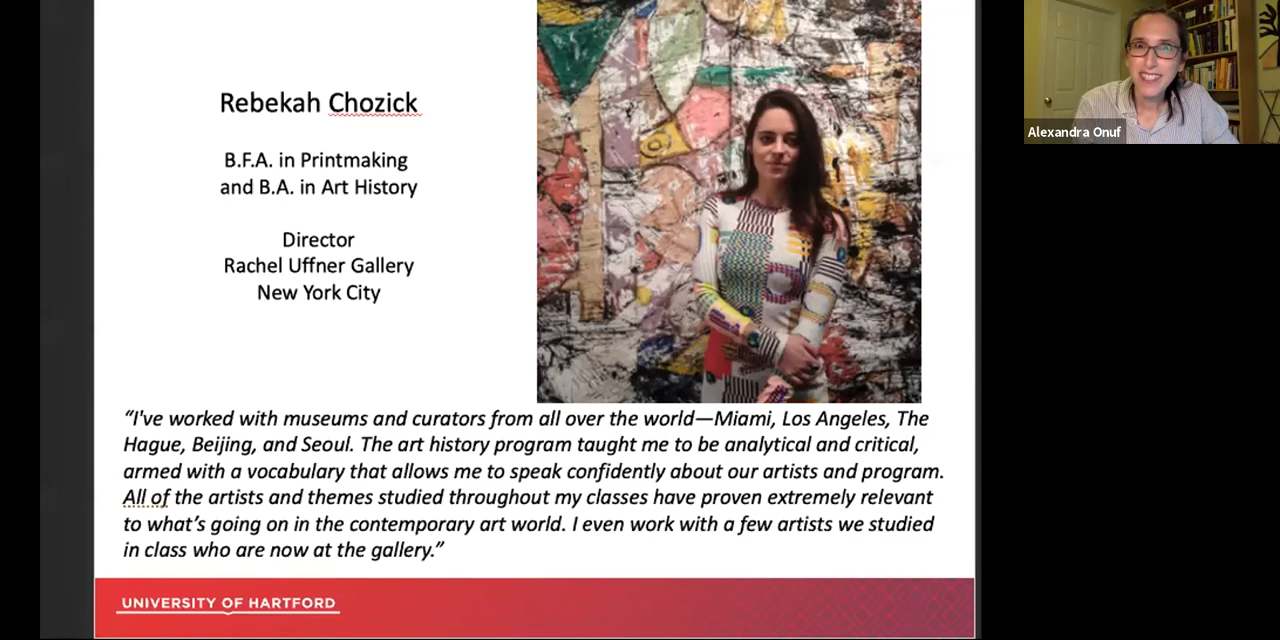 Rebekah Chozick
B.F.A. in Printmaking
and B.A. in Art History
Director
Rachel Uffner Gallery
New York City
“I've worked with museums and curators from all over the world—Miami, Los Angeles, The
Hague, Beijing, and Seoul. The art history program taught me to be analytical and critical,
armed with a vocabulary that allows me to speak confidently about our artists and program.
All of the artists and themes studied throughout my classes have proven extremely relevant
to what’s going on in the contemporary art world. I even work with a few artists we studied
in class who are now at the gallery.”
UNIVERSITY OF HARTFORD
Alexandra Onuf